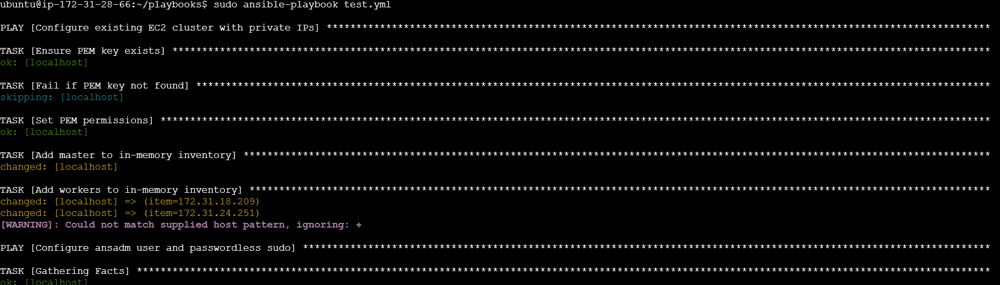 ubuntu@ip-172-31-28-66:~/playbooks$ sudo ansible-playbook test.yml
PLAY [Configure existing EC2 cluster with private IPs] ****************************************************************************************************************
TASK [Ensure PEM key exists] ******************************************************************************************************************************************
ok: [localhost]
TASK [Fail if PEM key not found] **************************************************************************************************************************************
skipping: [localhost]
TASK [Set PEM permissions] ********************************************************************************************************************************************
ok: [localhost]
TASK [Add master to in-memory inventory] ******************************************************************************************************************************
changed: [localhost]
TASK [Add workers to in-memory inventory] *****************************************************************************************************************************
changed: [localhost] => (item=172.31.18.209)
changed: [localhost] => (item=172.31.24.251)
[WARNING]: Could not match supplied host pattern, ignoring: +
PLAY [Configure ansadm user and passwordless sudo] ********************************************************************************************************************
TASK [Gathering Facts] ************************************************************************************************************************************************
ok: [localhost]